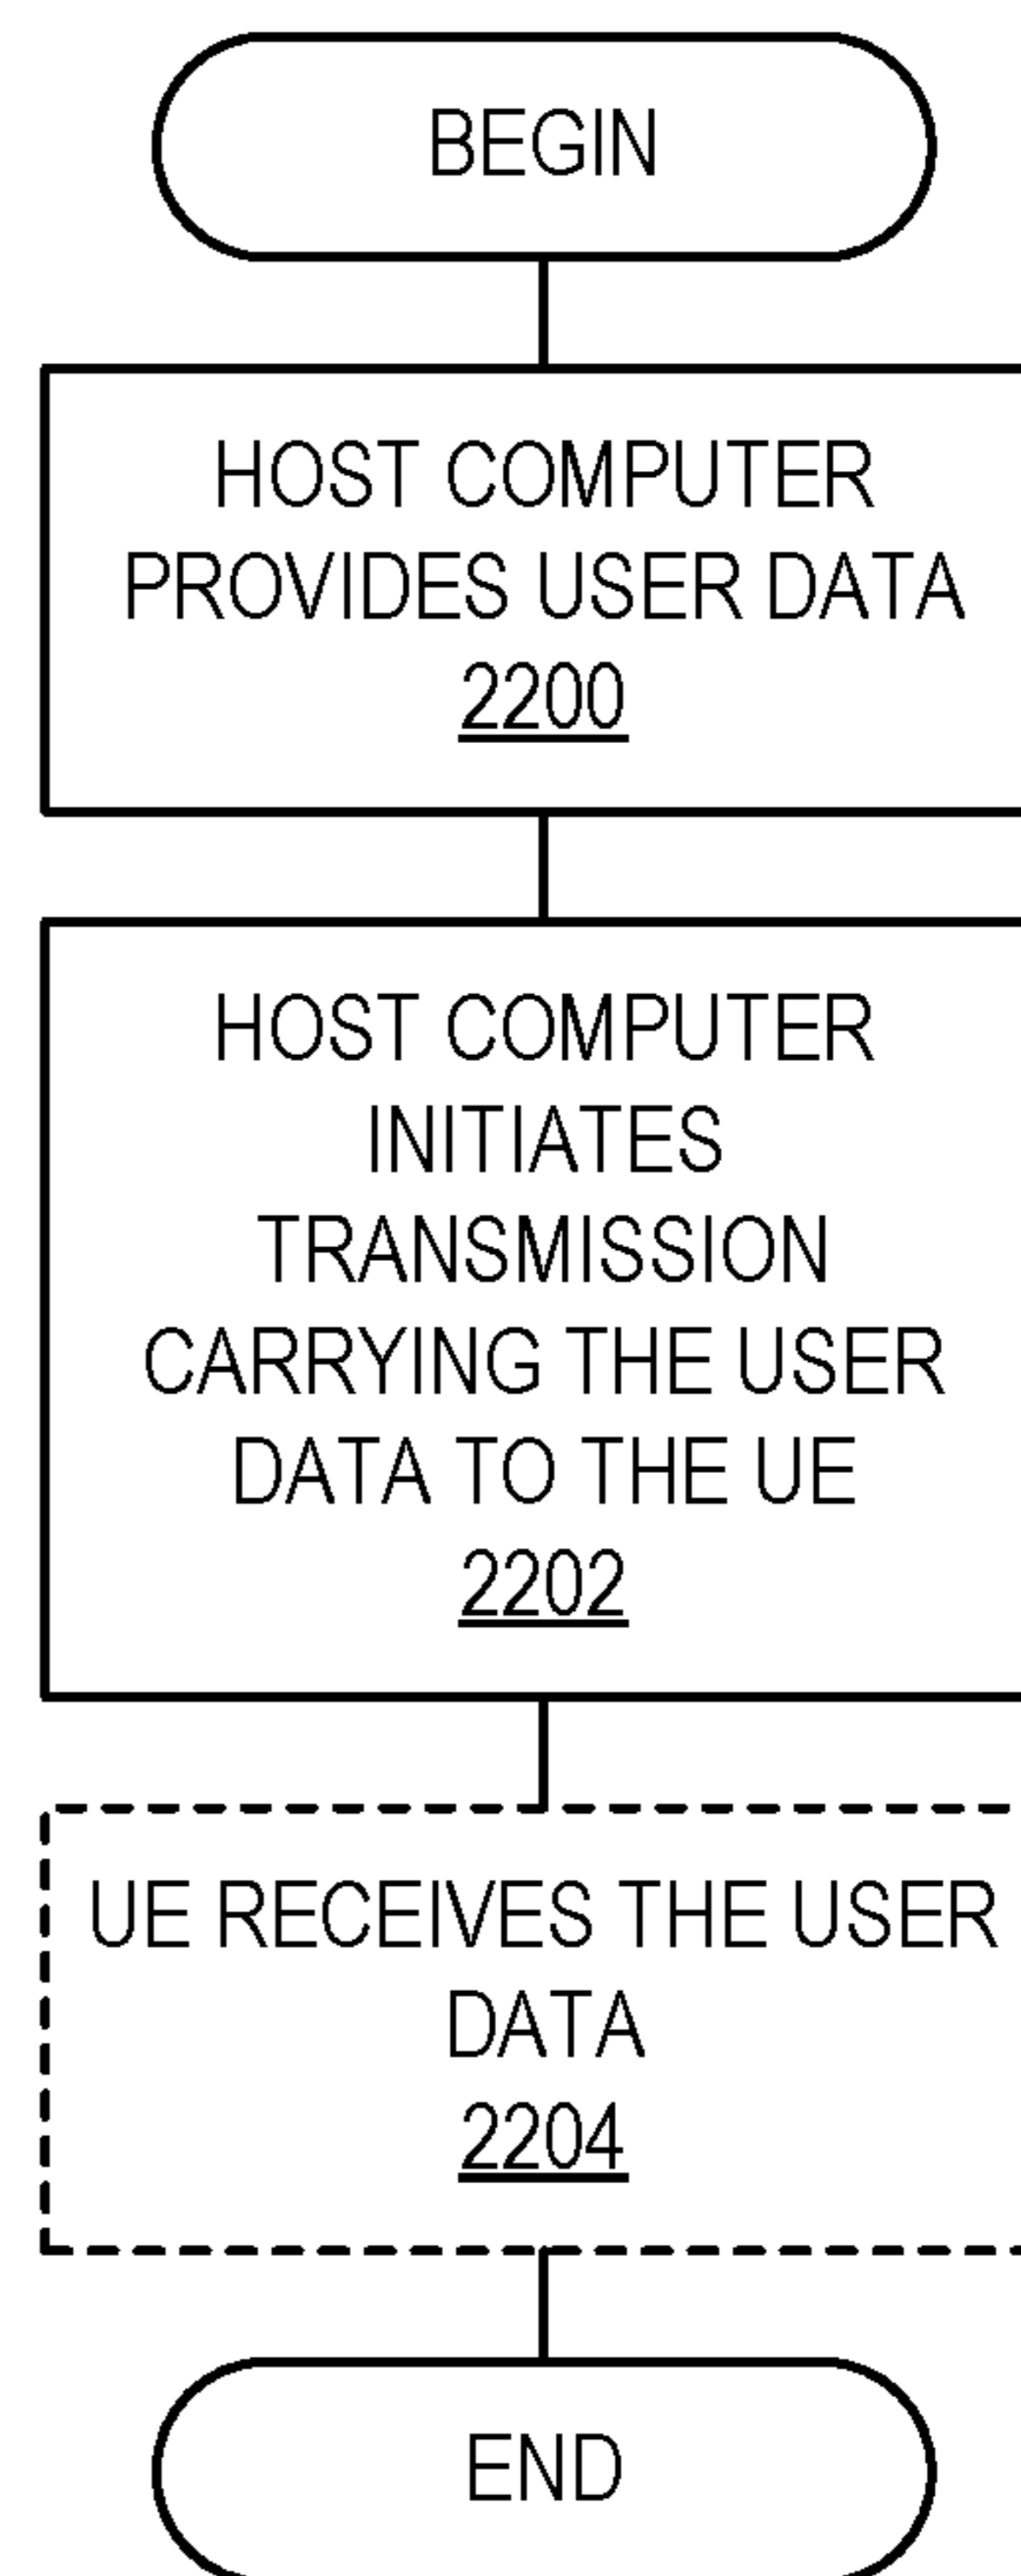 BEGIN
HOST COMPUTER
PROVIDES USER DATA
2200
HOST COMPUTER
INITIATES
TRANSMISSION
CARRYING THE USER
DATA TO THE UE
2202
UE RECEIVES THE USER
DATA
2204
END